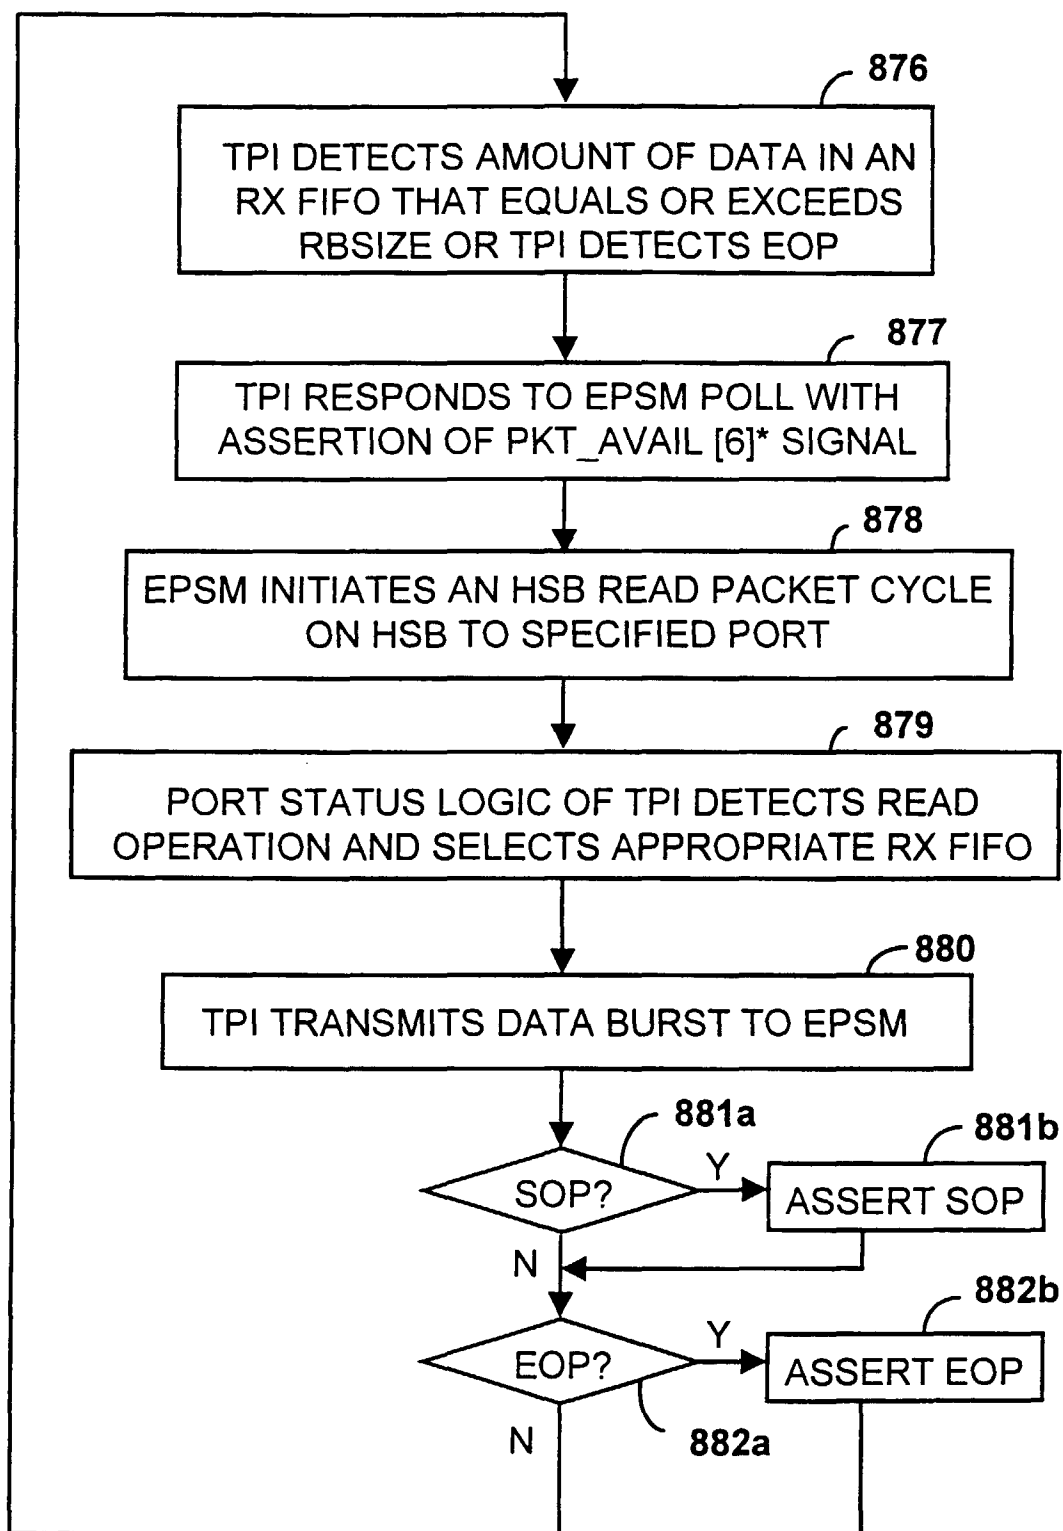 876
TPI DETECTS AMOUNT OF DATA IN AN
RX FIFO THAT EQUALS OR EXCEEDS
RBSIZE OR TPI DETECTS EOP
877
TPI RESPONDS TO EPSM POLL WITH
ASSERTION OF PKT_AVAIL [6]* SIGNAL
878
EPSM INITIATES AN HSB READ PACKET CYCLE
ON HSB TO SPECIFIED PORT
879
PORT STATUS LOGIC OF TPI DETECTS READ
OPERATION AND SELECTS APPROPRIATE RX FIFO
880
TPI TRANSMITS DATA BURST TO EPSM
881a
881b
SOP?
Y
ASSERT SOP
N
882b
EOP?
Y
ASSERT EOP
N
882a